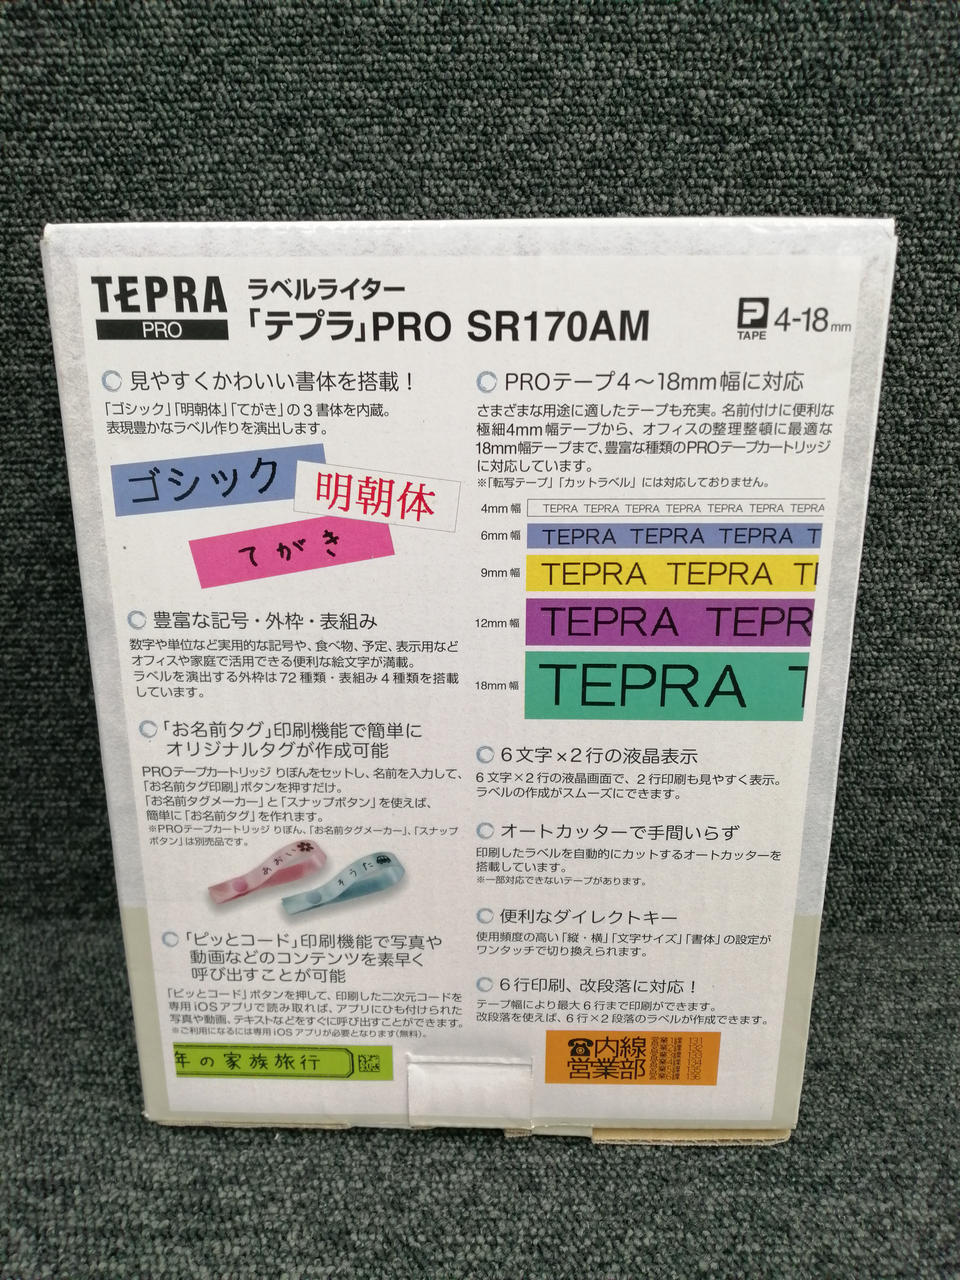 TEPRA
PRO
ラベルライター
「テプラ」PRO SR170AM
TAPE
4-18mm
見やすくかわいい書体を搭載！
「ゴシック」「明朝体」「てがき」の3書体を内蔵。
表現豊かなラベル作りを演出します。
ゴシック
明朝体
てがき
豊富な記号・外枠・表組み
数字や単位など実用的な記号や、食べ物、予定、表示用など
オフィスや家庭で活用できる便利な絵文字が満載。
ラベルを演出する外枠は72種類・表組み4種類を搭載
しています。
「お名前タグ」印刷機能で簡単に
オリジナルタグが作成可能
PROテープカートリッジ りぼんをセットし、名前を入力して、
「お名前タグ印刷」ボタンを押すだけ。
「お名前タグメーカー」と「スナップボタン」を使えば、
簡単に「お名前タグ」を作れます。
※PROテープカートリッジ りぼん、「お名前タグメーカー」、「スナップ
ボタン」は別売品です。
あおい
そうた
「ピッとコード」印刷機能で写真や
動画などのコンテンツを素早く
呼び出すことが可能
「ピッとコード」ボタンを押して、印刷した二次元コードを
専用iOSアプリで読み取れば、アプリにひも付けられた
写真や動画、テキストなどをすぐに呼び出すことができます。
※ご利用になるには専用iOSアプリが必要となります(無料)。
年の家族旅行
PROテープ4〜18mm幅に対応
さまざまな用途に適したテープも充実。名前付けに便利な
極細4mm幅テープから、オフィスの整理整頓に最適な
18mm幅テープまで、豊富な種類のPROテープカートリッジ
に対応しています。
※「転写テープ」「カットラベル」には対応しておりません。
4mm幅 TEPRA TEPRA TEPRA TEPRA TEPRA TEPRA TEPRA
6mm幅 TEPRA TEPRA TEPRA T
9mm幅 TEPRA TEPRA TE
12mm幅 TEPRA TEPR
18mm幅 TEPRA T
6文字×2行の液晶表示
6文字×2行の液晶画面で、2行印刷も見やすく表示。
ラベルの作成がスムーズにできます。
オートカッターで手間いらず
印刷したラベルを自動的にカットするオートカッターを
搭載しています。
※一部対応できないテープがあります。
便利なダイレクトキー
使用頻度の高い「縦・横」「文字サイズ」「書体」の設定が
ワンタッチで切り換えられます。
6行印刷、改段落に対応！
テープ幅により最大6行まで印刷ができます。
改段落を使えば、6行×2段落のラベルが作成できます。
☎内線
営業部